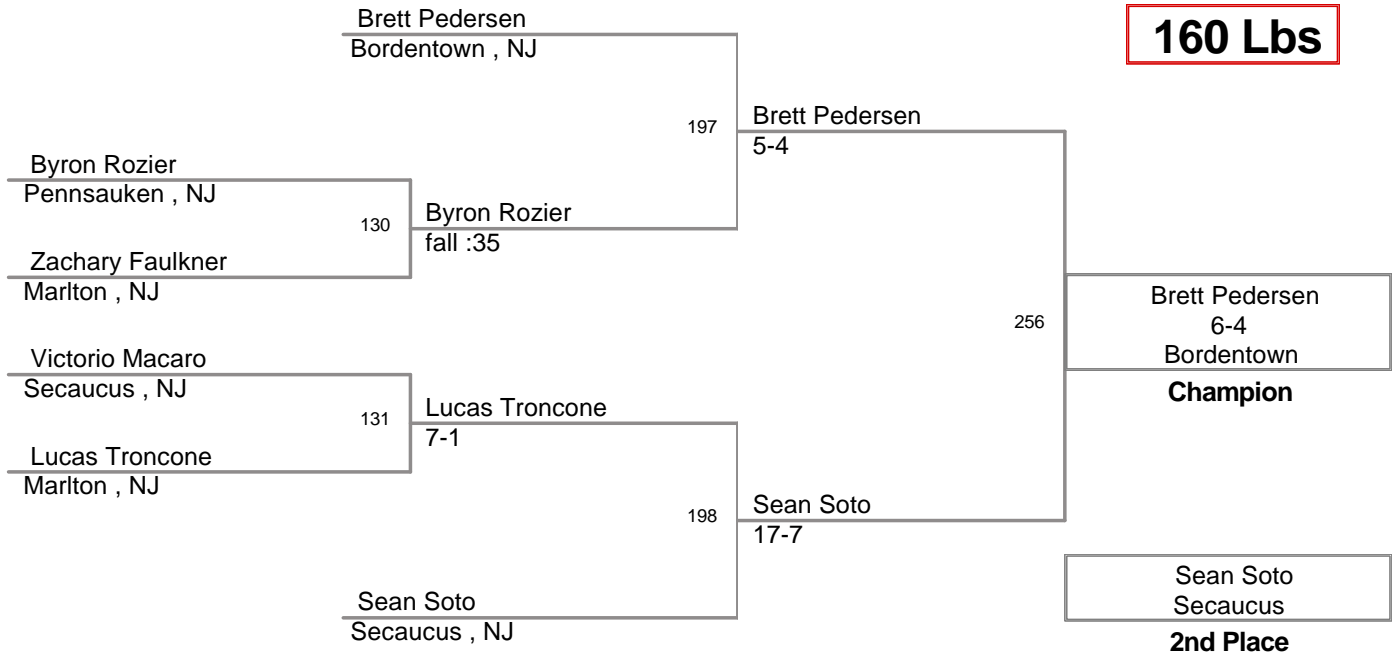 Brett Pedersen
Bordentown , NJ
160 Lbs
197
Brett Pedersen
5-4
Byron Rozier
Pennsauken , NJ
130
Byron Rozier
fall :35
Zachary Faulkner
Marlton , NJ
256
Brett Pedersen
6-4
Bordentown
Champion
Victorio Macaro
Secaucus , NJ
131
Lucas Troncone
7-1
Lucas Troncone
Marlton , NJ
198
Sean Soto
17-7
Sean Soto
Secaucus , NJ
Sean Soto
Secaucus
2nd Place